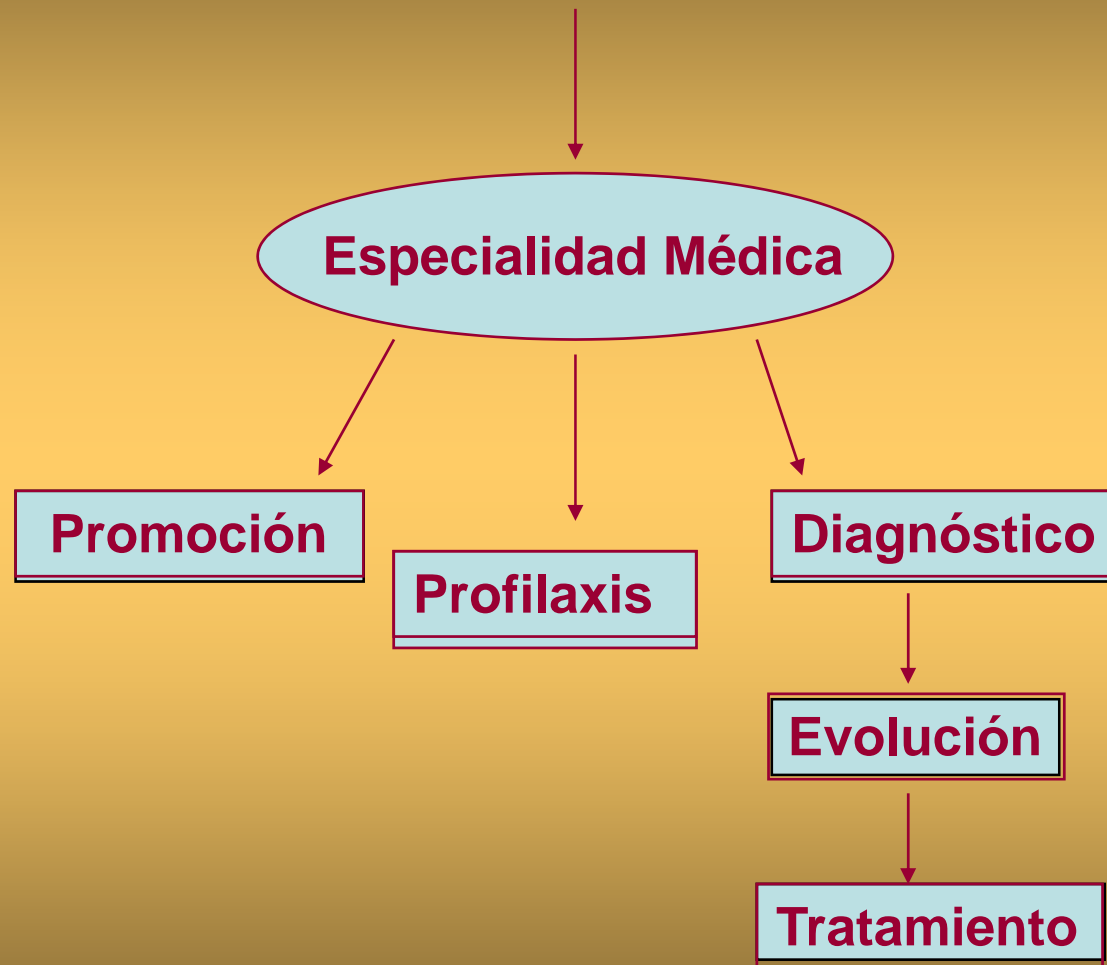 Especialidad Médica
Promoción
Profilaxis
Diagnóstico
Evolución
Tratamiento